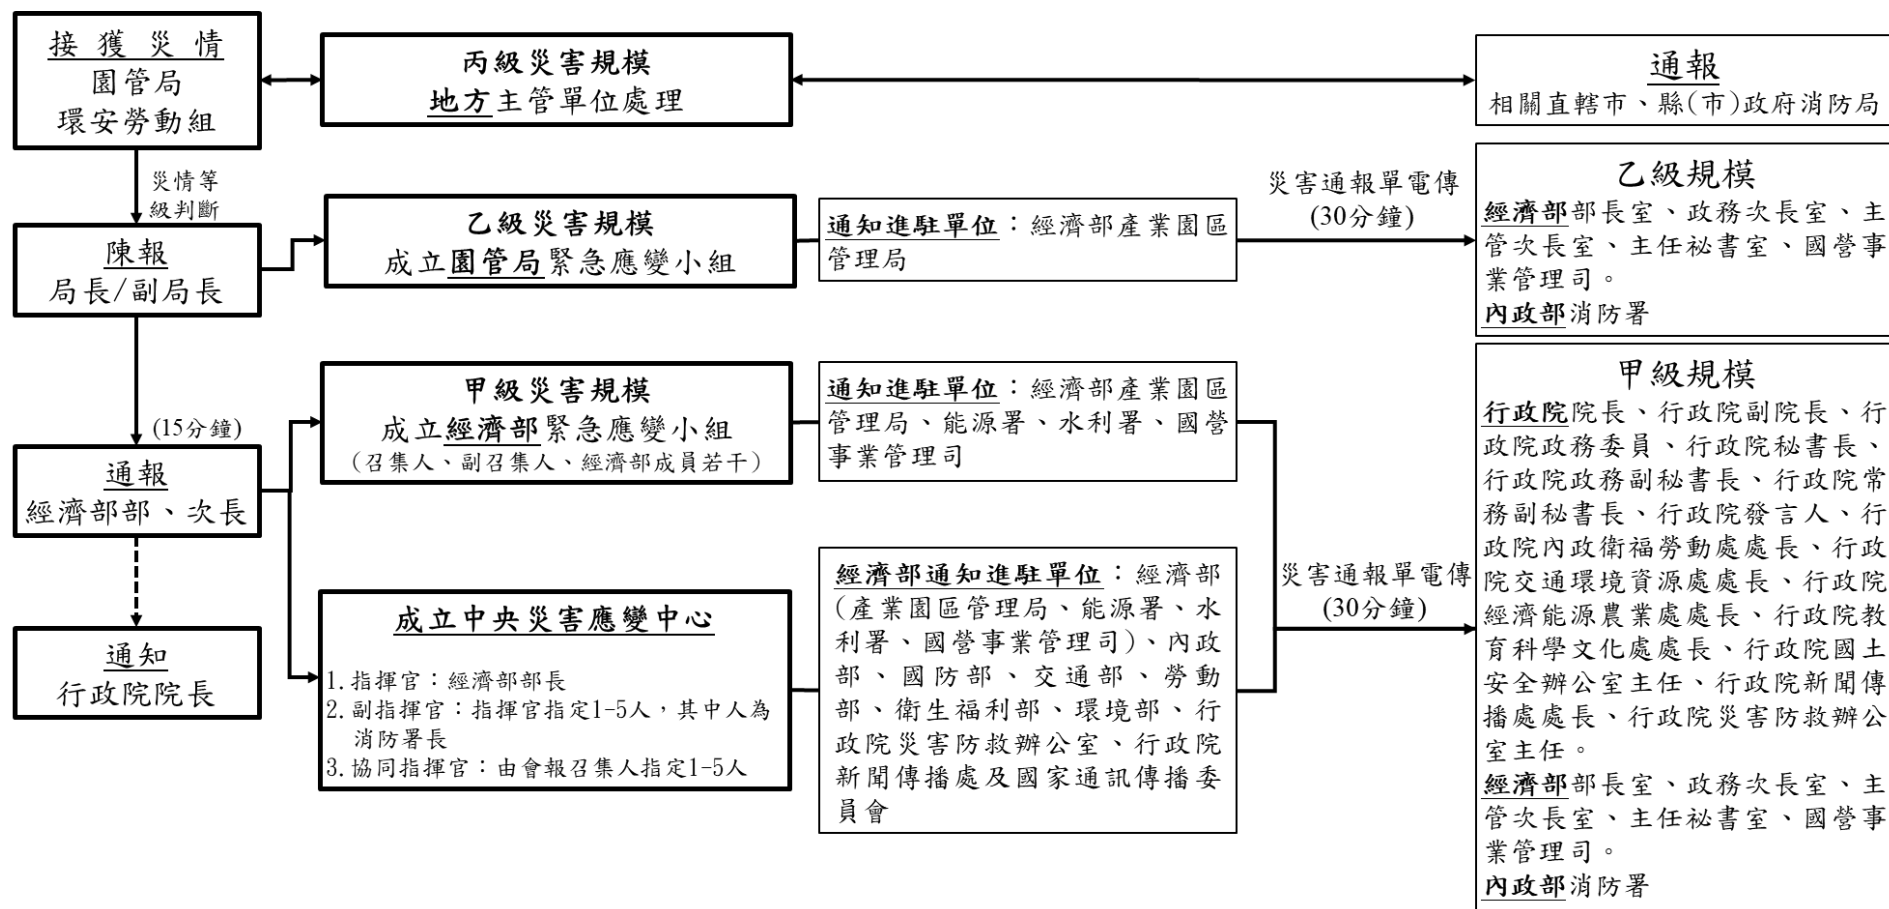 接獲災情
園管局
環安勞動組
丙級災害規模
地方主管單位處理
通報
相關直轄市、縣(市)政府消防局
災情等
級判斷
陳報
局長/副局長
乙級災害規模
成立園管局緊急應變小組
通知進駐單位：經濟部產業園區
管理局
災害通報單電傳
(30分鐘)
乙級規模
經濟部部長室、政務次長室、主
管次長室、主任祕書室、國營事
業管理司。
內政部消防署
(15分鐘)
通報
經濟部部、次長
甲級災害規模
成立經濟部緊急應變小組
(召集人、副召集人、經濟部成員若干)
通知進駐單位：經濟部產業園區
管理局、能源署、水利署、國營
事業管理司
通知
行政院院長
成立中央災害應變中心
1.指揮官：經濟部部長
2.副指揮官：指揮官指定1-5人，其中人為
消防署長
3.協同指揮官：由會報召集人指定1-5人
經濟部通知進駐單位：經濟部
(產業園區管理局、能源署、水
利署、國營事業管理司)、內政
部、國防部、交通部、勞動
部、衛生福利部、環境部、行
政院災害防救辦公室、行政院
新聞傳播處及國家通訊傳播委
員會
災害通報單電傳
(30分鐘)
甲級規模
行政院院長、行政院副院長、行
政院政務委員、行政院秘書長、
行政院政務副秘書長、行政院常
務副秘書長、行政院發言人、行
政院內政衛福勞動處處長、行政
院交通環境資源處處長、行政院
經濟能源農業處處長、行政院教
育科學文化處處長、行政院國土
安全辦公室主任、行政院新聞傳
播處處長、行政院災害防救辦公
室主任。
經濟部部長室、政務次長室、主
管次長室、主任祕書室、國營事
業管理司。
內政部消防署